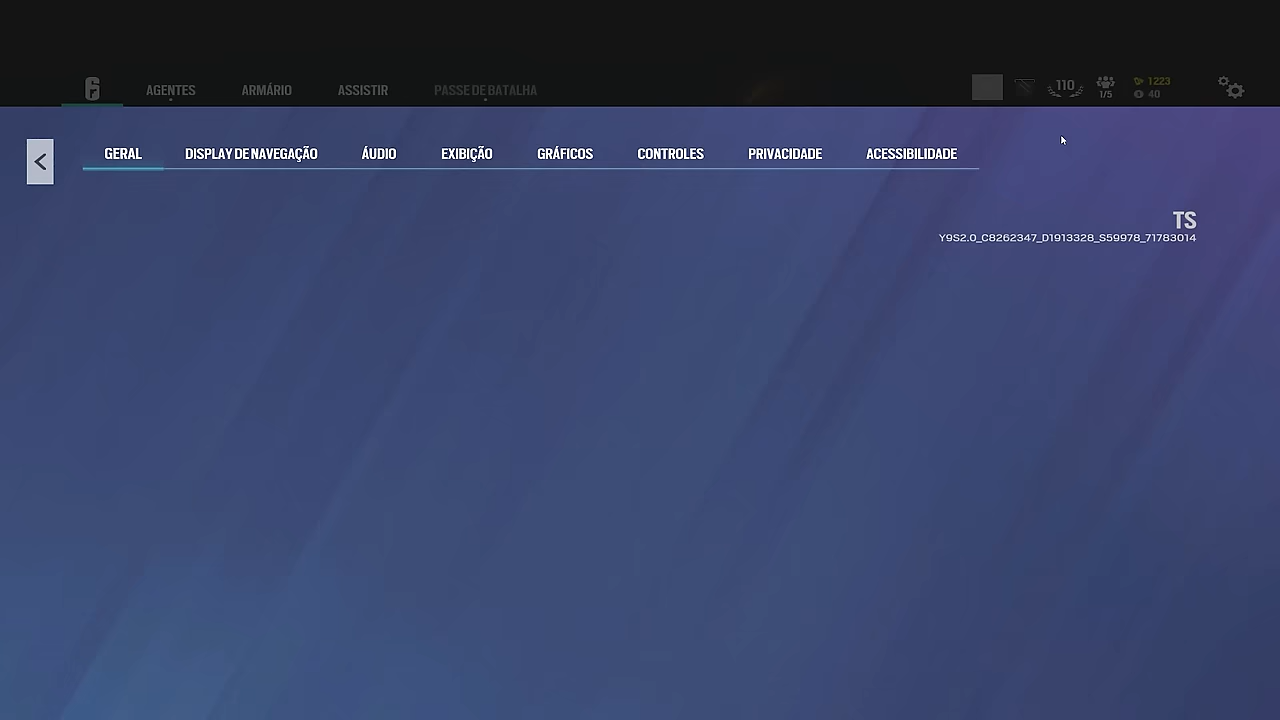 6 AGENTES ARMÁRIO ASSISTIR PASSE DE BATALHA 110 1/5 1223 40
GERAL DISPLAY DE NAVEGAÇÃO ÁUDIO EXIBIÇÃO GRÁFICOS CONTROLES PRIVACIDADE ACESSIBILIDADE
TS
Y9S2.0_C8262347_D1913328_S59978_71783014